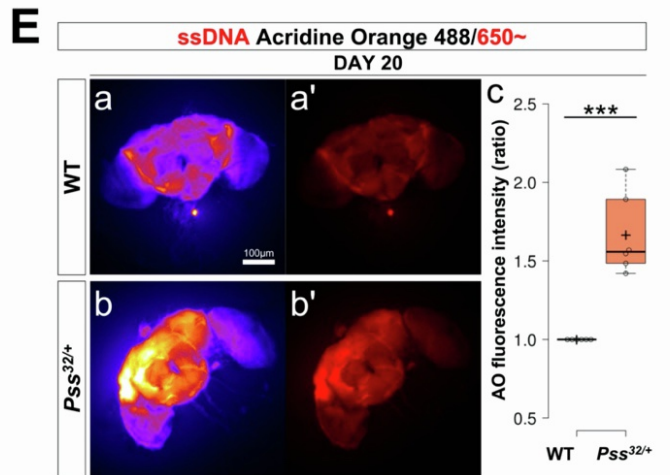 E
ssDNA Acridine Orange 488/650~
DAY 20
WT
a
a'
100µm
Pss32/+
b
b'
c
AO fluorescence intensity (ratio)
2.5
2.0
1.5
1.0
0.5
***
WT
Pss32/+